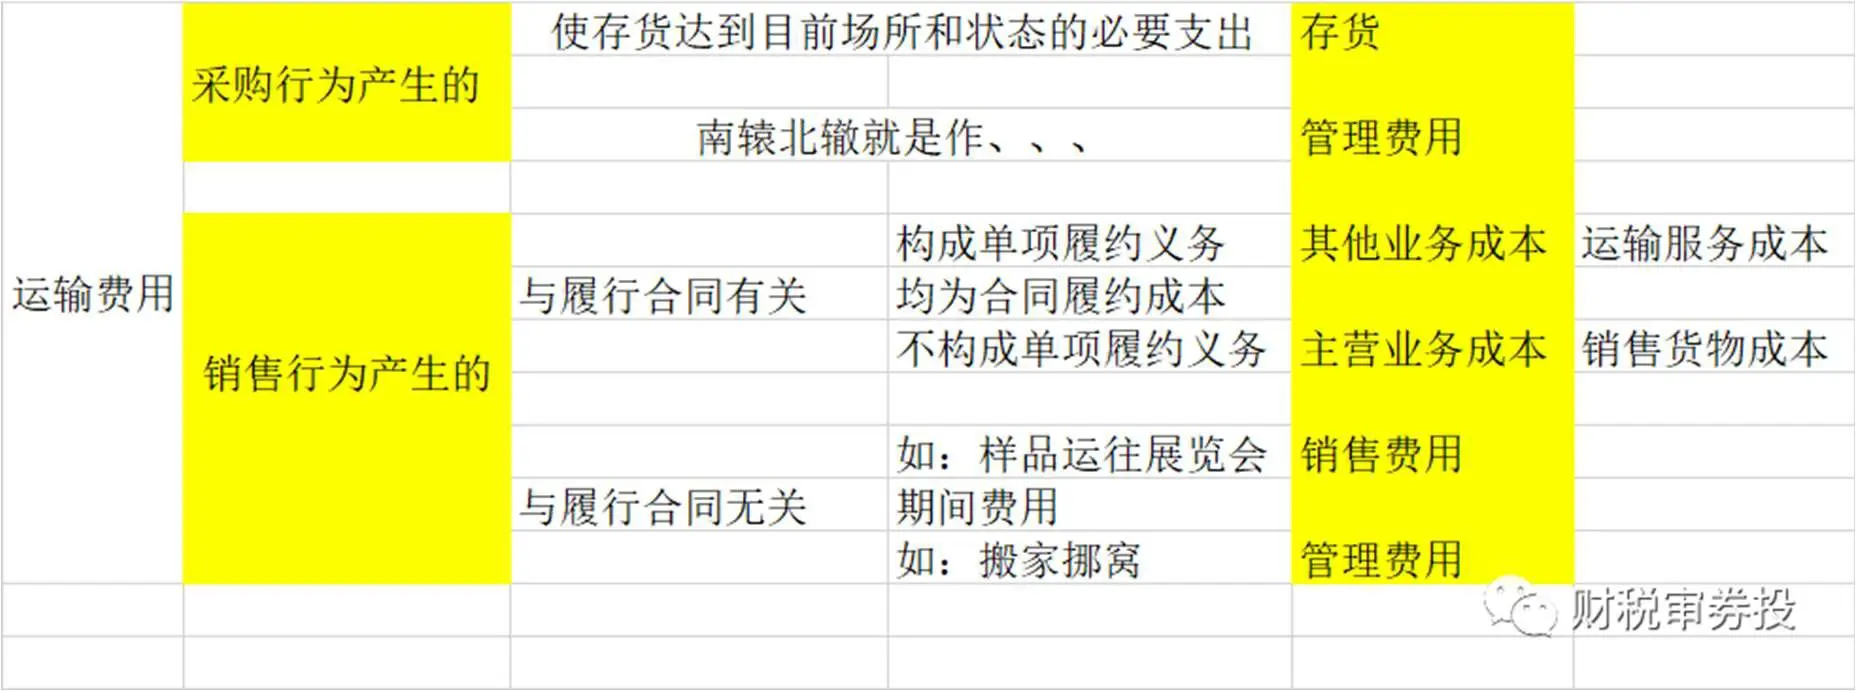 使存货达到目前场所和状态的必要支出 存货
采购行为产生的
南辕北辙就是作、、、 管理费用
构成单项履约义务 其他业务成本 运输服务成本
运输费用 与履行合同有关 均为合同履约成本
不构成单项履约义务 主营业务成本 销售货物成本
销售行为产生的
如：样品运往展览会 销售费用
与履行合同无关 期间费用
如：搬家挪窝 管理费用
财税审券投